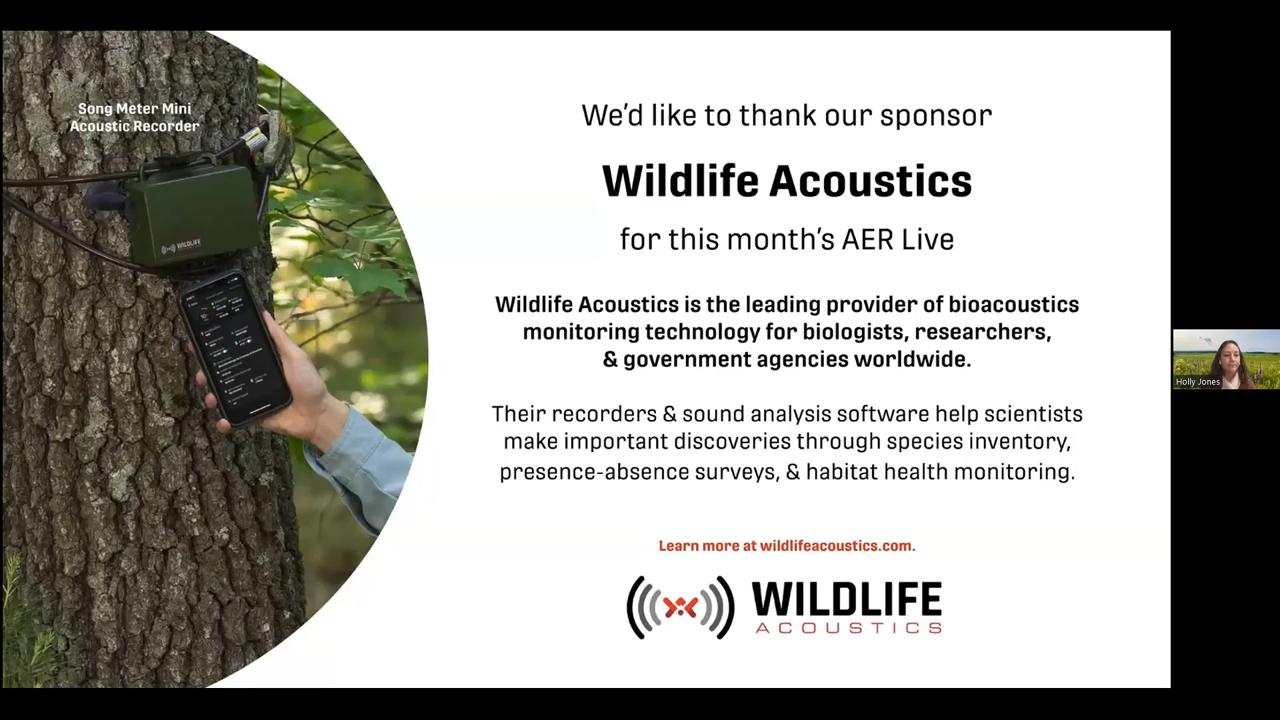 Song Meter Mini
Acoustic Recorder
WILDLIFE
We'd like to thank our sponsor
Wildlife Acoustics
for this month's AER Live
Wildlife Acoustics is the leading provider of bioacoustics
monitoring technology for biologists, researchers,
& government agencies worldwide.
Their recorders & sound analysis software help scientists
make important discoveries through species inventory,
presence-absence surveys, & habitat health monitoring.
Learn more at wildlifeacoustics.com.
WILDLIFE
ACOUSTICS
Holly Jones